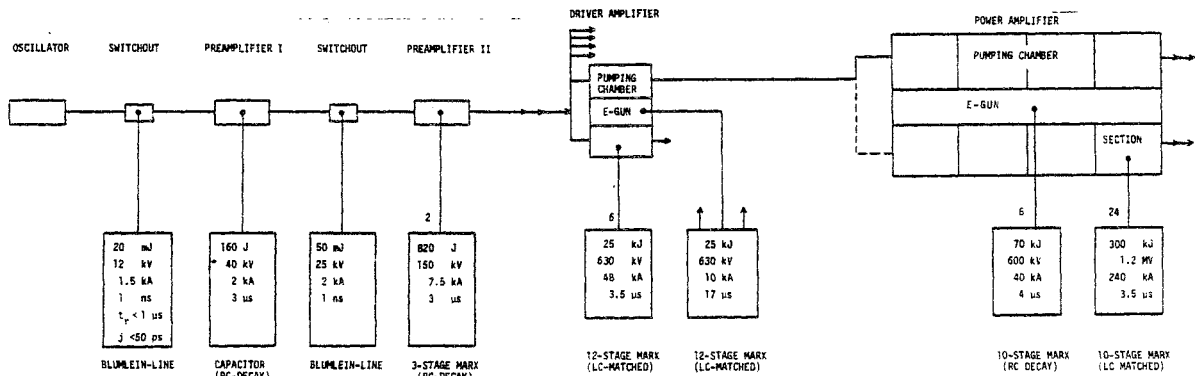 DRIVER AMPLIFIER
POWER AMPLIFIER
OSCILLATOR
SWITCHOUT
PREAMPLIFIER I
SWITCHOUT
PREAMPLIFIER II
PUMPING
CHAMBER
E-GUN
PUMPING CHAMBER
E-GUN
SECTION
2
6
6
24
20 mJ
12 kV
1.5 kA
1 ns
t_r < 1 µs
j < 50 ps
BLUMLEIN-LINE
160 J
40 kV
2 kA
3 µs
CAPACITOR
(RC-DECAY)
50 mJ
25 kV
2 kA
1 ns
BLUMLEIN-LINE
820 J
150 kV
7.5 kA
3 µs
3-STAGE MARX
(RC-DECAY)
25 kJ
630 kV
48 kA
3.5 µs
12-STAGE MARX
(LC-MATCHED)
25 kJ
630 kV
10 kA
17 µs
12-STAGE MARX
(LC-MATCHED)
70 kJ
600 kV
40 kA
4 µs
10-STAGE MARX
(RC DECAY)
300 kJ
1.2 MV
240 kA
3.5 µs
10-STAGE MARX
(LC MATCHED)